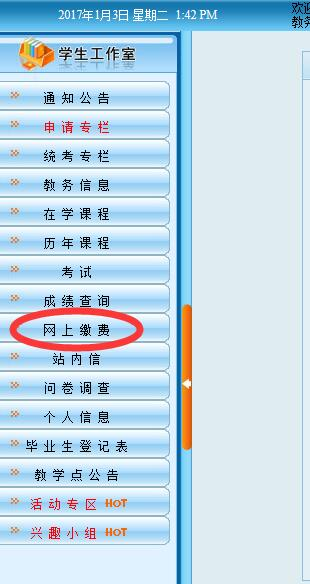 2017年1月3日 星期二 1:42 PM
欢迎
教务
学生工作室
通知公告
申请专栏
统考专栏
教务信息
在学课程
历年课程
考试
成绩查询
网上缴费
站内信
问卷调查
个人信息
毕业生登记表
教学点公告
活动专区 HOT
兴趣小组 HOT